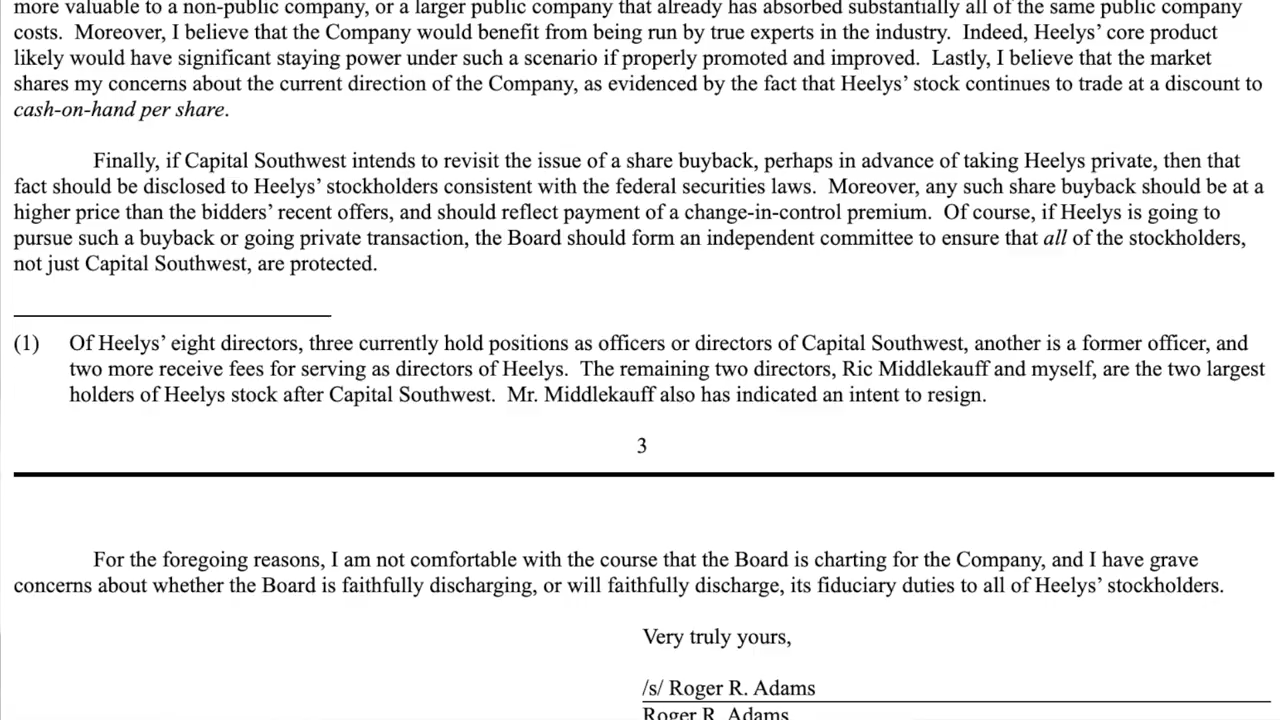 more valuable to a non-public company, or a larger public company that already has absorbed substantially all of the same public company
costs.  Moreover, I believe that the Company would benefit from being run by true experts in the industry.  Indeed, Heelys’ core product
likely would have significant staying power under such a scenario if properly promoted and improved.  Lastly, I believe that the market
shares my concerns about the current direction of the Company, as evidenced by the fact that Heelys’ stock continues to trade at a discount to
cash-on-hand per share.
Finally, if Capital Southwest intends to revisit the issue of a share buyback, perhaps in advance of taking Heelys private, then that
fact should be disclosed to Heelys’ stockholders consistent with the federal securities laws.  Moreover, any such share buyback should be at a
higher price than the bidders’ recent offers, and should reflect payment of a change-in-control premium.  Of course, if Heelys is going to
pursue such a buyback or going private transaction, the Board should form an independent committee to ensure that all of the stockholders,
not just Capital Southwest, are protected.
(1) Of Heelys’ eight directors, three currently hold positions as officers or directors of Capital Southwest, another is a former officer, and
two more receive fees for serving as directors of Heelys.  The remaining two directors, Ric Middlekauff and myself, are the two largest
holders of Heelys stock after Capital Southwest.  Mr. Middlekauff also has indicated an intent to resign.
3
For the foregoing reasons, I am not comfortable with the course that the Board is charting for the Company, and I have grave
concerns about whether the Board is faithfully discharging, or will faithfully discharge, its fiduciary duties to all of Heelys’ stockholders.
Very truly yours,
/s/ Roger R. Adams
Roger R. Adams